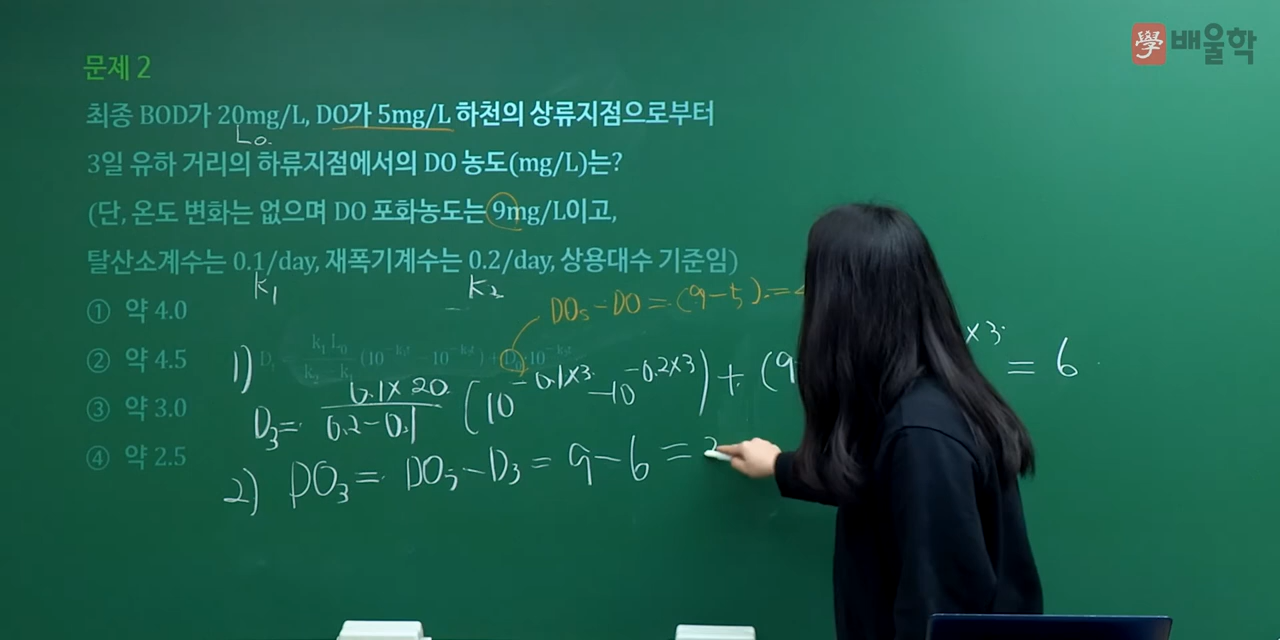 學 배울학
문제 2
최종 BOD가 20mg/L, DO가 5mg/L 하천의 상류지점으로부터
L₀.
3일 유하 거리의 하류지점에서의 DO 농도(mg/L)는?
(단, 온도 변화는 없으며 DO 포화농도는 9mg/L이고,
탈산소계수는 0.1/day, 재폭기계수는 0.2/day, 상용대수 기준임)
k₁ k₂
DOs - DO = (9-5) =
① 약 4.0
② 약 4.5
③ 약 3.0
④ 약 2.5
1) D₃ = 0.1×20 / 0.2-0.1 (10^-0.1×3 - 10^-0.2×3) + (9 ×3 = 6
2) DO₃ = DOs - D₃ = 9 - 6 =